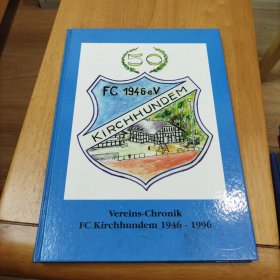 50
FC 1946 e.V
KIRCHHUNDEM
Vereins-Chronik
FC Kirchhundem 1946 - 1996